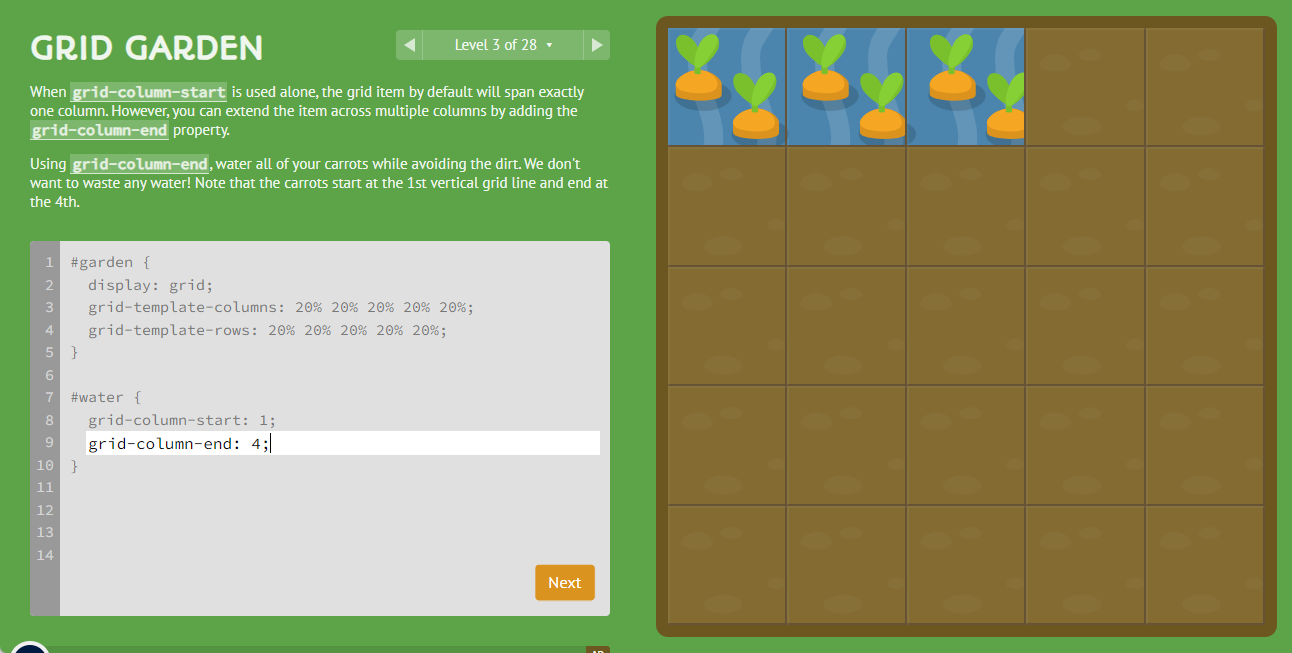 GRID GARDEN
Level 3 of 28
When grid-column-start is used alone, the grid item by default will span exactly
one column. However, you can extend the item across multiple columns by adding the
grid-column-end property.
Using grid-column-end, water all of your carrots while avoiding the dirt. We don't
want to waste any water! Note that the carrots start at the 1st vertical grid line and end at
the 4th.
1 #garden {
2 display: grid;
3 grid-template-columns: 20% 20% 20% 20% 20%;
4 grid-template-rows: 20% 20% 20% 20% 20%;
5 }
6
7 #water {
8 grid-column-start: 1;
9 grid-column-end: 4;
10 }
11
12
13
14
Next